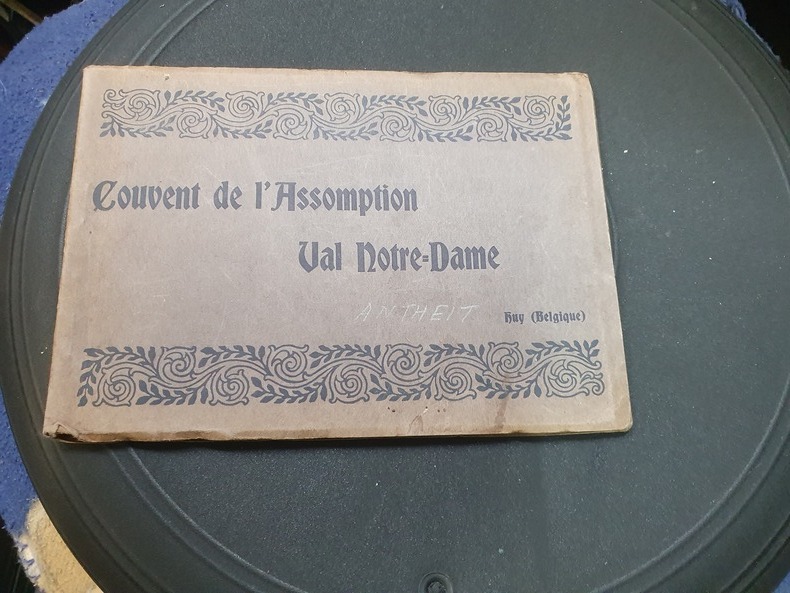 Couvent de l'Assomption
Val Notre=Dame
ANTHEIT
Huy (Belgique)